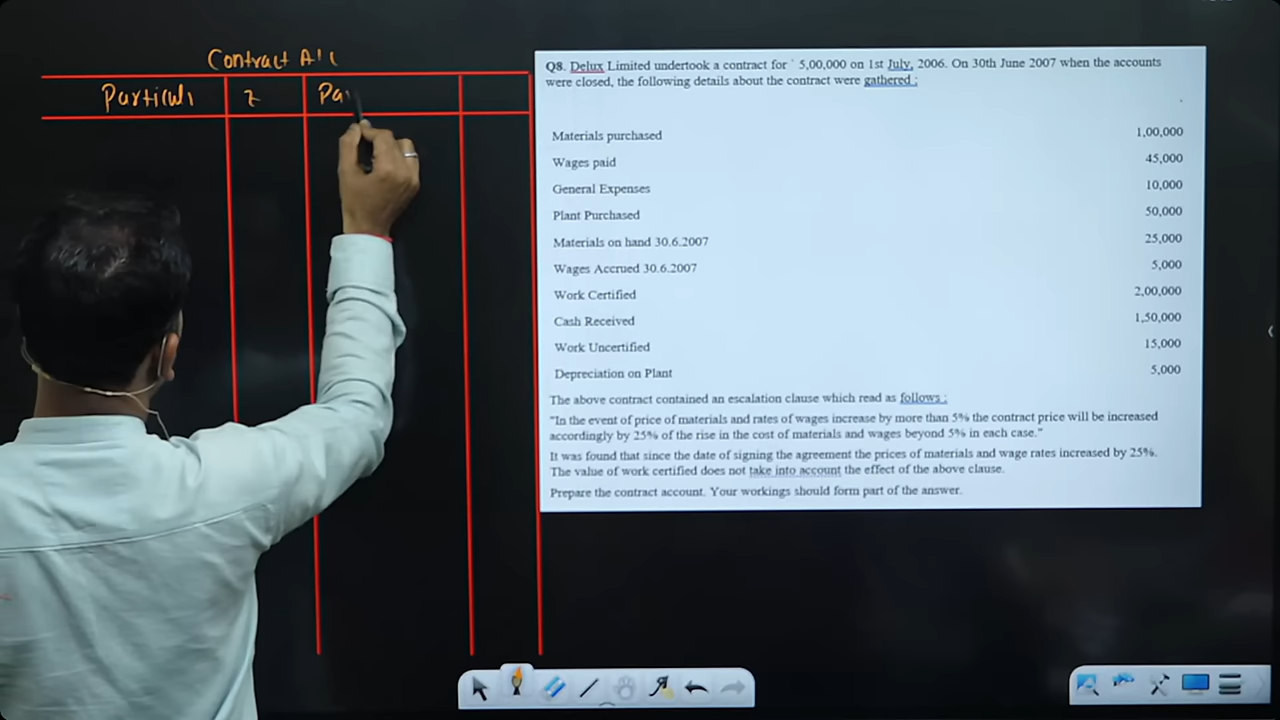 Contract A/c
Particulı
₹
Pa
Q8. Delux Limited undertook a contract for ` 5,00,000 on 1st July, 2006. On 30th June 2007 when the accounts
were closed, the following details about the contract were gathered :
Materials purchased 1,00,000
Wages paid 45,000
General Expenses 10,000
Plant Purchased 50,000
Materials on hand 30.6.2007 25,000
Wages Accrued 30.6.2007 5,000
Work Certified 2,00,000
Cash Received 1,50,000
Work Uncertified 15,000
Depreciation on Plant 5,000
The above contract contained an escalation clause which read as follows :
"In the event of price of materials and rates of wages increase by more than 5% the contract price will be increased
accordingly by 25% of the rise in the cost of materials and wages beyond 5% in each case."
It was found that since the date of signing the agreement the prices of materials and wage rates increased by 25%.
The value of work certified does not take into account the effect of the above clause.
Prepare the contract account. Your workings should form part of the answer.